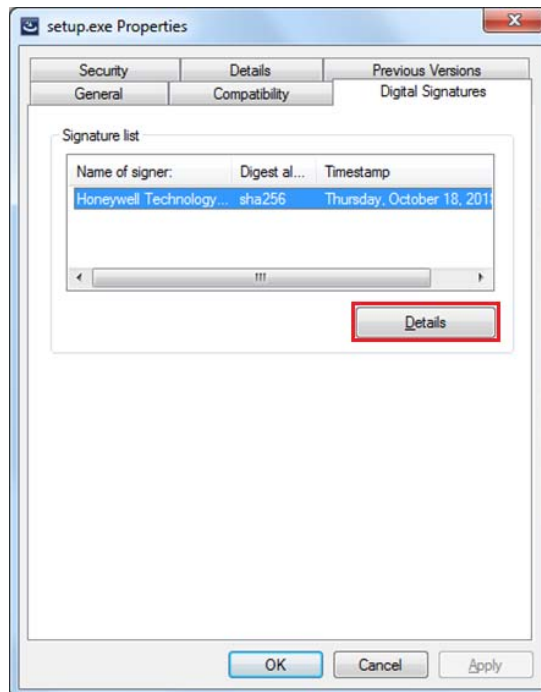 setup.exe Properties
Security Details Previous Versions
General Compatibility Digital Signatures
Signature list
Name of signer: Digest al... Timestamp
Honeywell Technology... sha256 Thursday, October 18, 201
Details
OK Cancel Apply